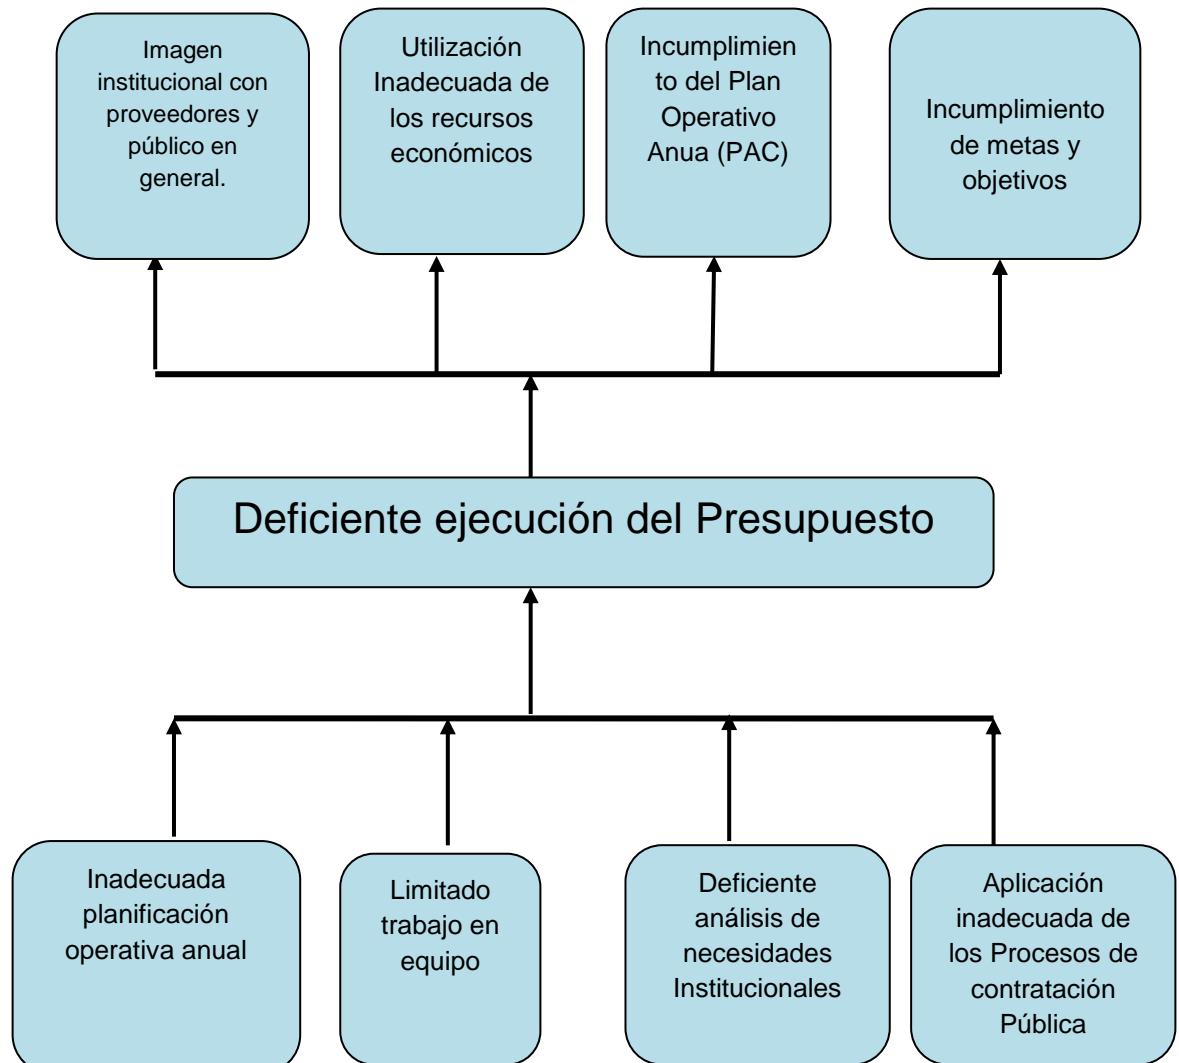 Imagen
institucional con
proveedores y
público en
general.
Utilización
Inadecuada de
los recursos
económicos
Incumplimien
to del Plan
Operativo
Anua (PAC)
Incumplimiento
de metas y
objetivos
Deficiente ejecución del Presupuesto
Inadecuada
planificación
operativa anual
Limitado
trabajo en
equipo
Deficiente
análisis de
necesidades
Institucionales
Aplicación
inadecuada de
los Procesos de
contratación
Pública